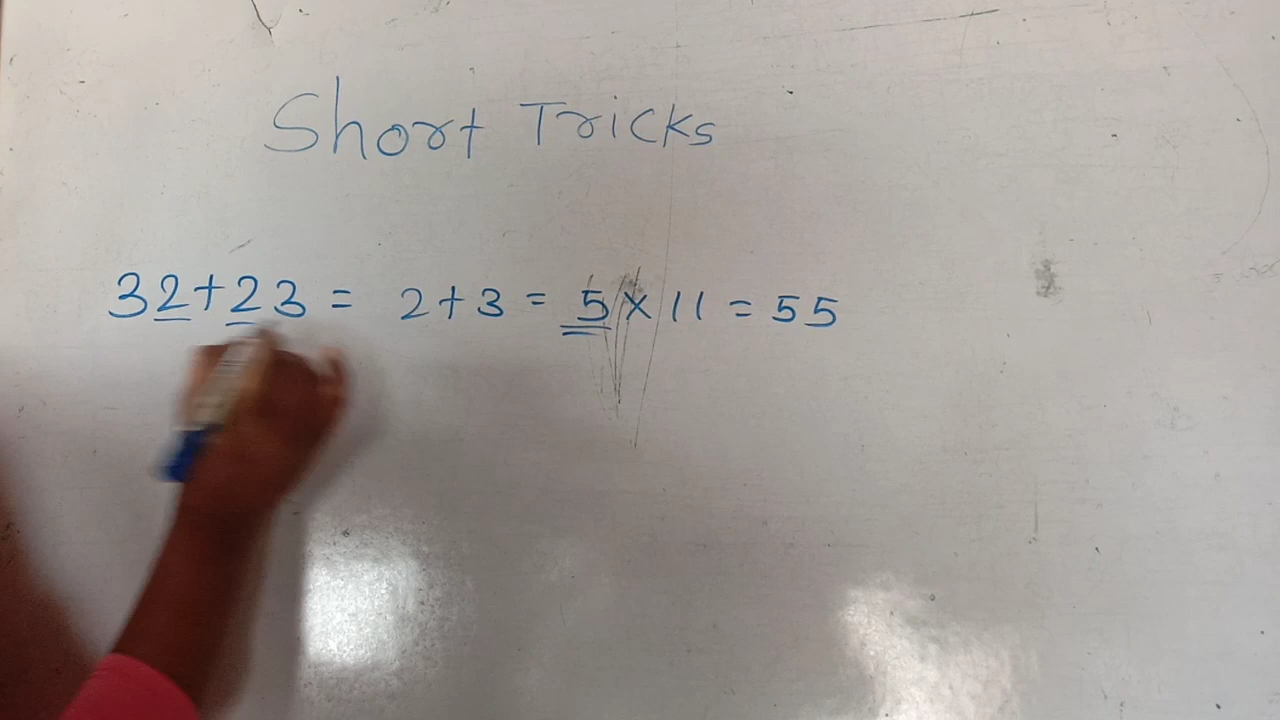 Short Tricks
32+23 = 2+3 = 5×11 = 55